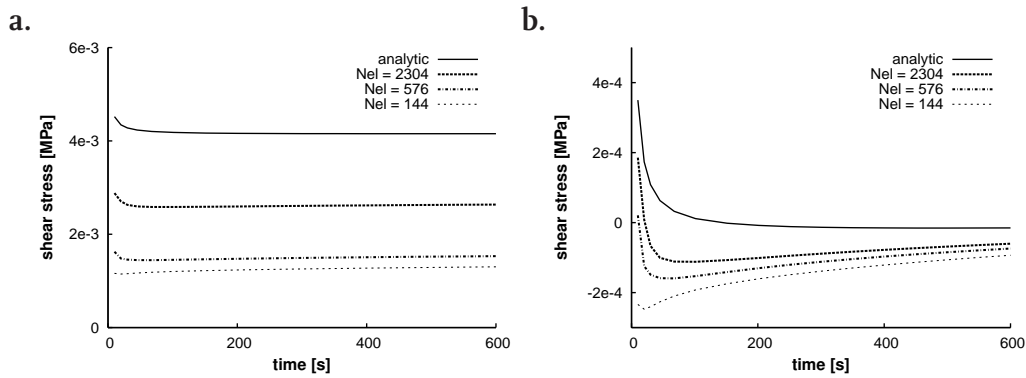 a.
6e-3
4e-3
2e-3
0
shear stress [MPa]
analytic
Nel = 2304
Nel = 576
Nel = 144
0 200 400 600
time [s]
b.
4e-4
2e-4
0
-2e-4
shear stress [MPa]
analytic
Nel = 2304
Nel = 576
Nel = 144
0 200 400 600
time [s]